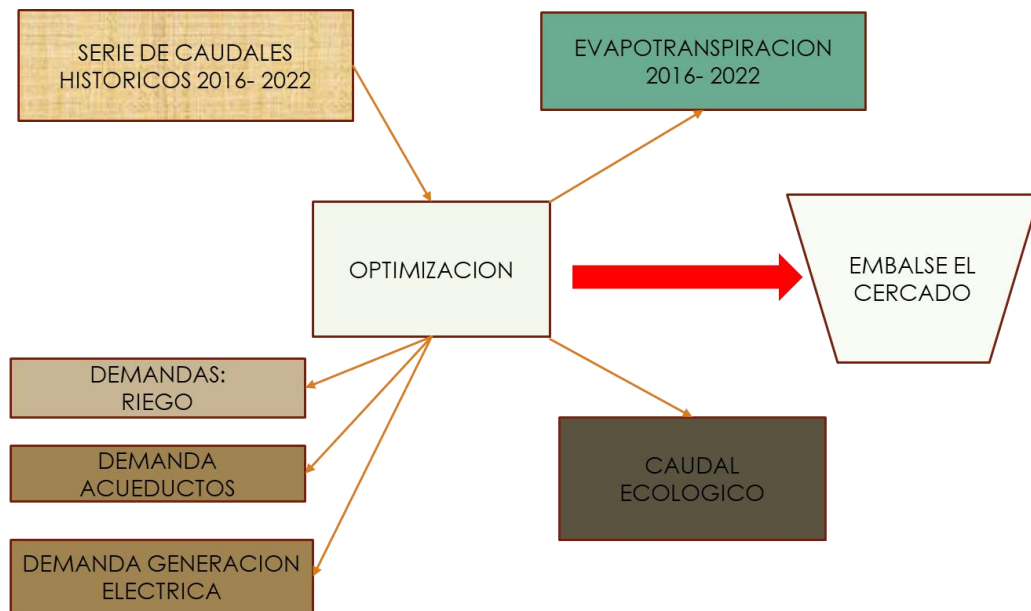 SERIE DE CAUDALES
HISTORICOS 2016- 2022
EVAPOTRANSPIRACION
2016- 2022
OPTIMIZACION
EMBALSE EL
CERCADO
DEMANDAS:
RIEGO
DEMANDA
ACUEDUCTOS
CAUDAL
ECOLOGICO
DEMANDA GENERACION
ELECTRICA